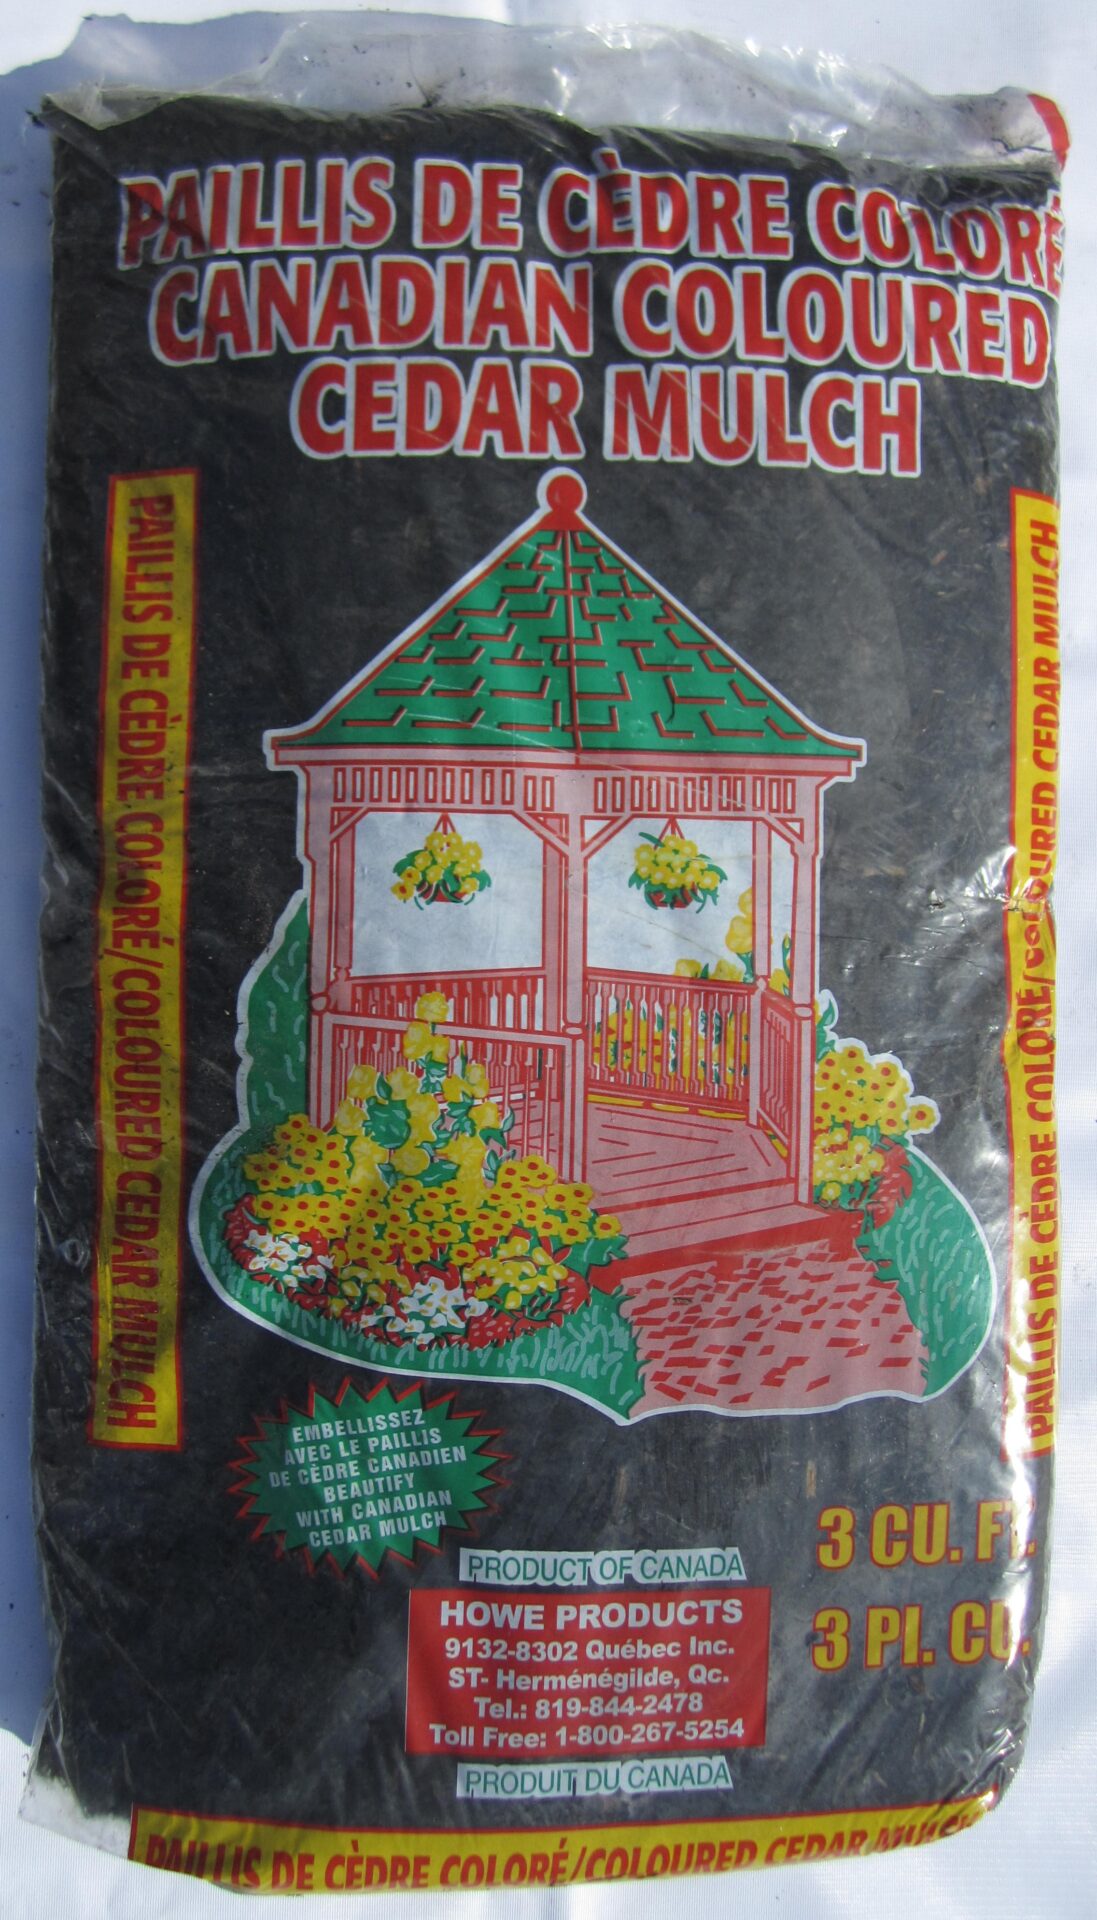 PAILLIS DE CÈDRE COLORÉ
CANADIAN COLOURED
CEDAR MULCH
PAILLIS DE CÈDRE COLORÉ/COLOURED CEDAR MULCH
PAILLIS DE CÈDRE COLORÉ/COLOURED CEDAR MULCH
EMBELLISSEZ
AVEC LE PAILLIS
DE CÈDRE CANADIEN
BEAUTIFY
WITH CANADIAN
CEDAR MULCH
3 CU. FT.
3 PI. CU.
PRODUCT OF CANADA
HOWE PRODUCTS
9132-8302 Québec Inc.
ST- Herménégilde, Qc.
Tel.: 819-844-2478
Toll Free: 1-800-267-5254
PRODUIT DU CANADA
PAILLIS DE CÈDRE COLORÉ/COLOURED CEDAR MULCH